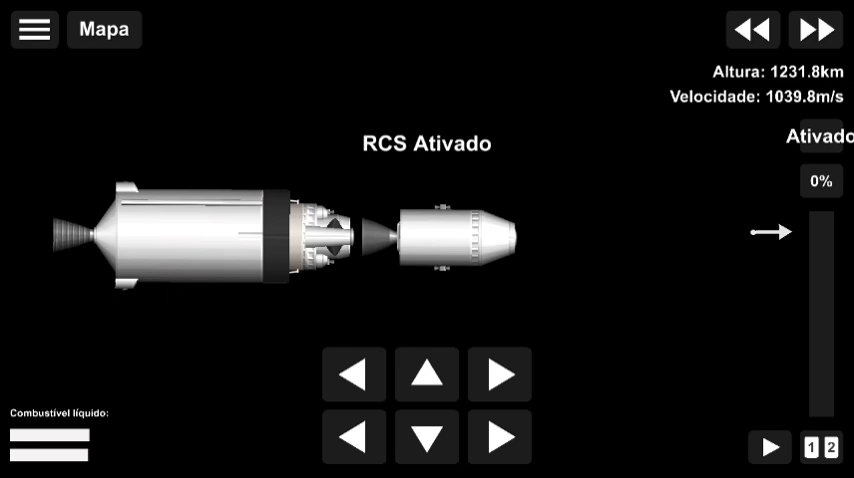 Mapa
Altura: 1231.8km
Velocidade: 1039.8m/s
RCS Ativado
Ativado
0%
Combustível líquido:
1 2